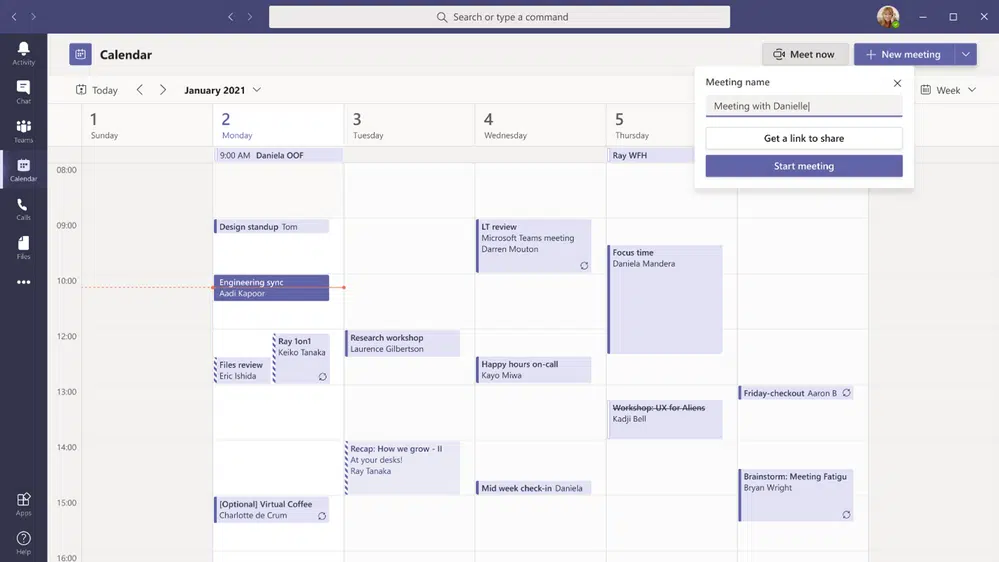 Search or type a command
Activity
Chat
Teams
Calendar
Calls
Files
Apps
Help
Calendar
Meet now
New meeting
Today
January 2021
Week
Meeting name
Meeting with Danielle
Get a link to share
Start meeting
1
Sunday
2
Monday
3
Tuesday
4
Wednesday
5
Thursday
9:00 AM Daniela OOF
Ray WFH
08:00
09:00
10:00
12:00
13:00
14:00
15:00
16:00
Design standup Tom
Engineering sync
Aadi Kapoor
Ray 1on1
Keiko Tanaka
Files review
Eric Ishida
[Optional] Virtual Coffee
Charlotte de Crum
Research workshop
Laurence Gilbertson
Recap: How we grow - II
At your desks!
Ray Tanaka
LT review
Microsoft Teams meeting
Darren Mouton
Happy hours on-call
Kayo Miwa
Mid week check-in Daniela
Focus time
Daniela Mandera
Workshop: UX for Aliens
Kadji Bell
Friday-checkout Aaron B
Brainstorm: Meeting Fatigu
Bryan Wright